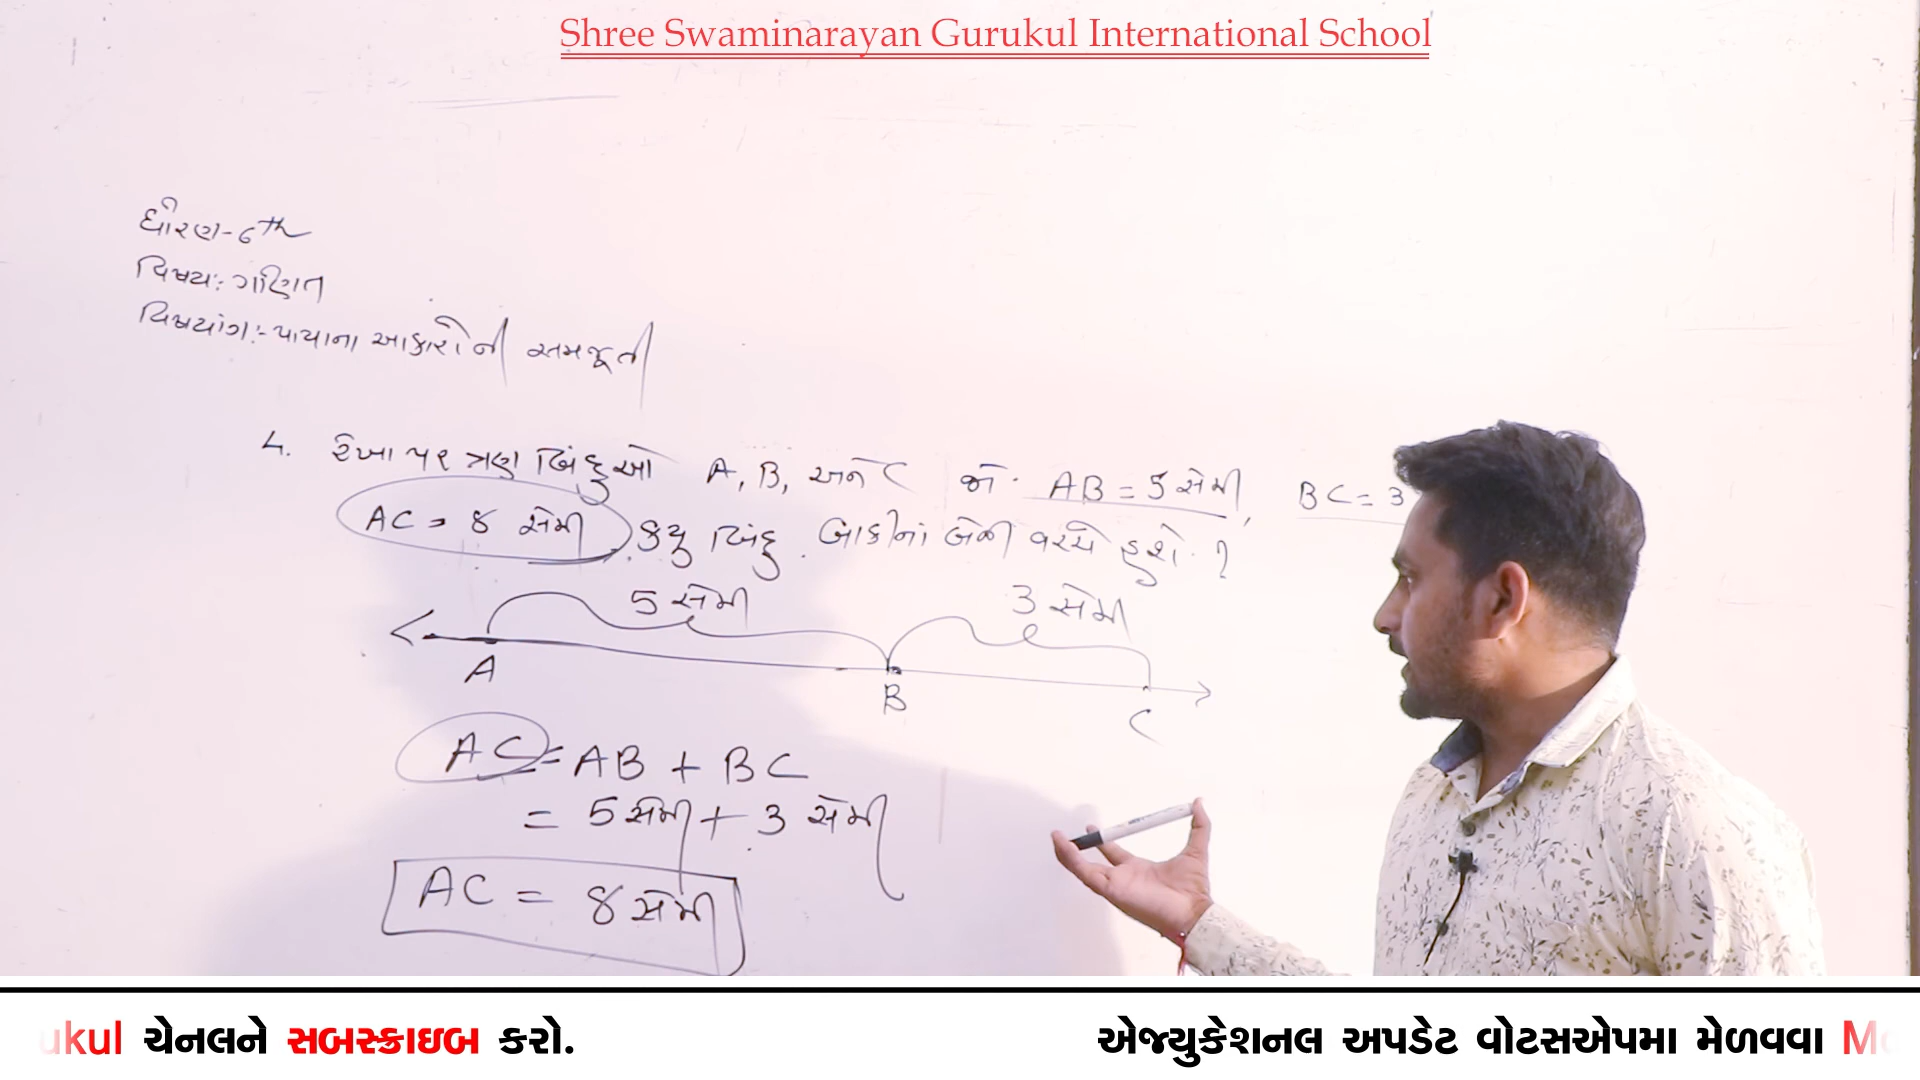 Shree Swaminarayan Gurukul International School
ધોરણ-6th
વિષય: ગણિત
વિષયાંગ:- પાયાના આકારોની સમજૂતી
4. રેખા પર ત્રણ બિંદુઓ A, B, અને C જો. AB = 5 સેમી, BC = 3
AC = 8 સેમી કયુ બિંદુ બાકીનાં બેની વચ્ચે હશે. ?
5 સેમી 3 સેમી
A B C
AC = AB + BC
= 5 સેમી + 3 સેમી
AC = 8 સેમી
ukul ચેનલને સબસ્ક્રાઇબ કરો. એજ્યુકેશનલ અપડેટ વોટસએપમા મેળવવા M